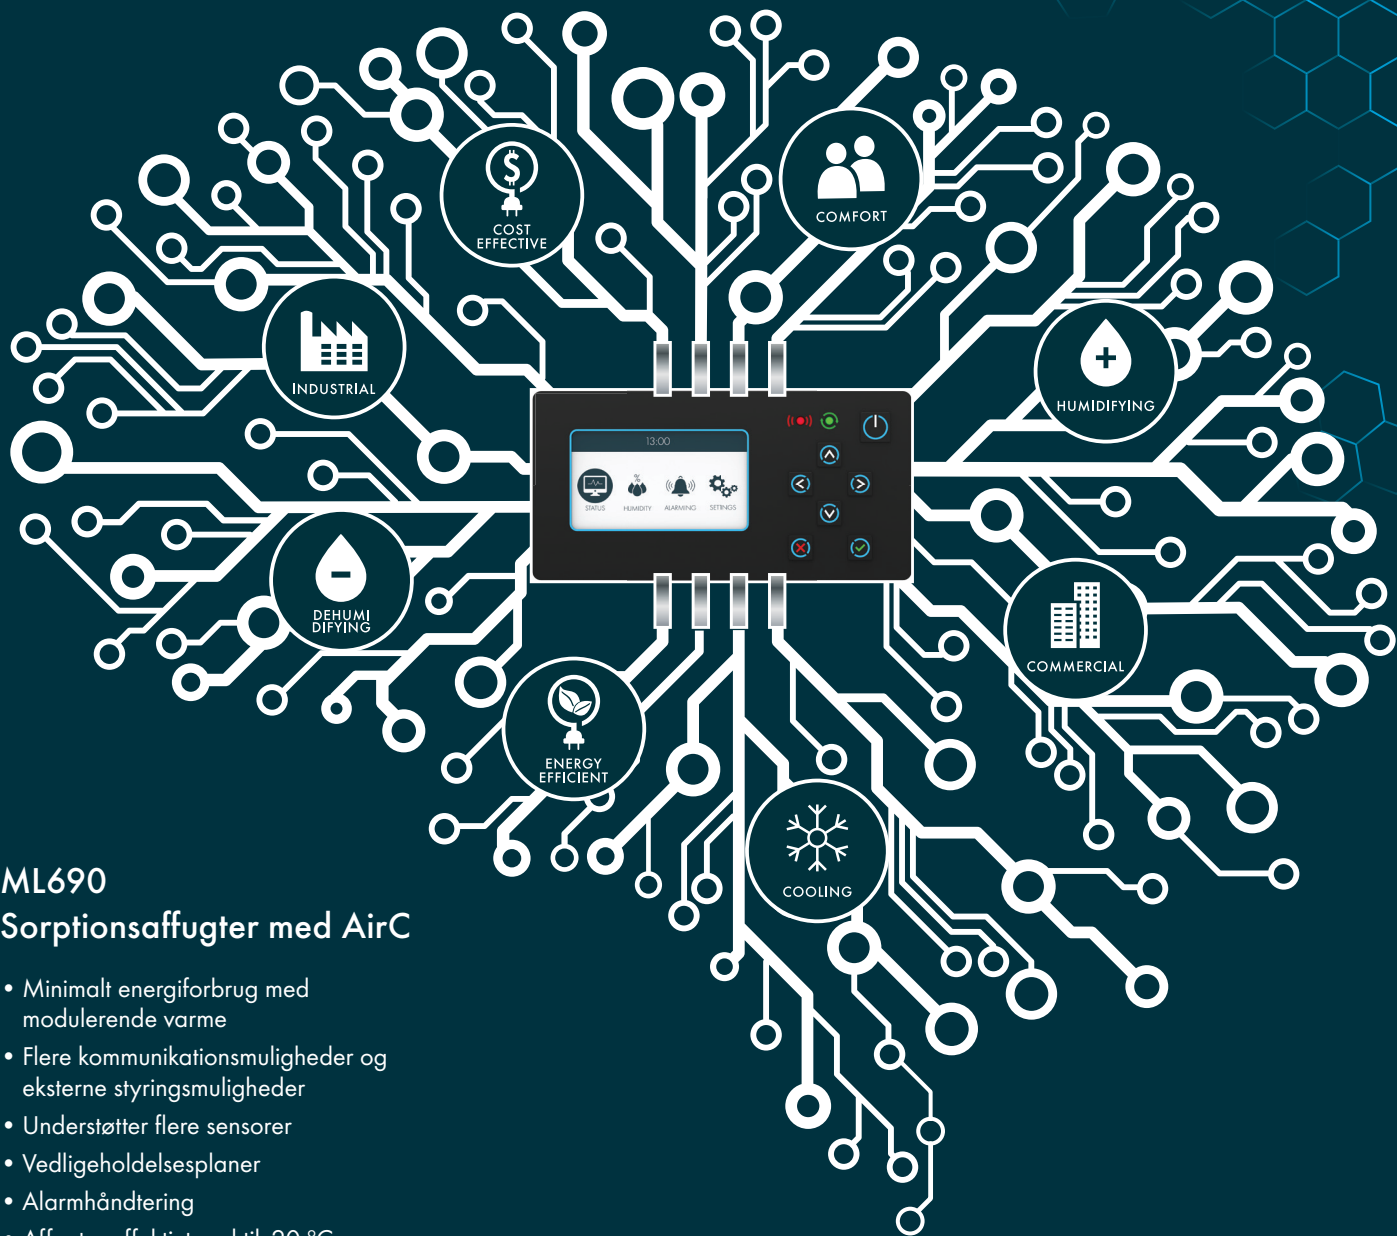 COST
EFFECTIVE
COMFORT
INDUSTRIAL
HUMIDIFYING
13:00
STATUS
%
HUMIDITY
ALARMING
SETTINGS
DEHUMI
DIFYING
COMMERCIAL
ENERGY
EFFICIENT
COOLING
ML690
Sorptionsaffugter med AirC
• Minimalt energiforbrug med
modulerende varme
• Flere kommunikationsmuligheder og
eksterne styringsmuligheder
• Understøtter flere sensorer
• Vedligeholdelsesplaner
• Alarmhåndtering